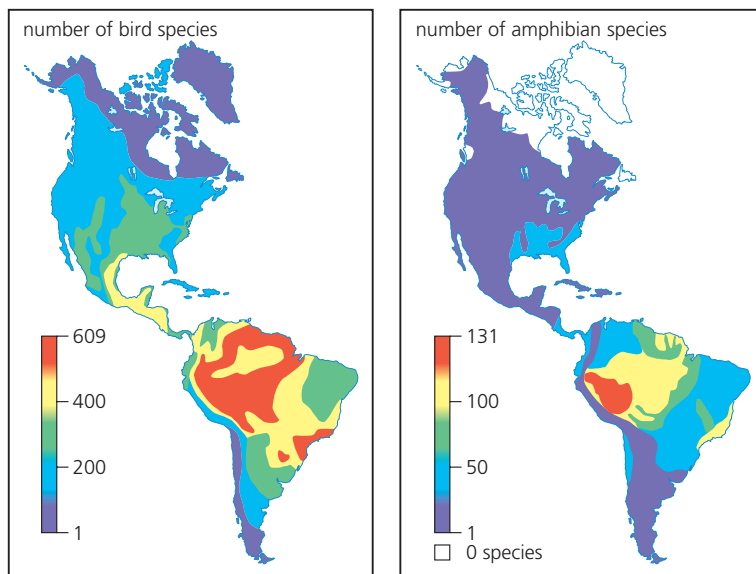 number of bird species
609
400
200
1
number of amphibian species
131
100
50
1
0 species